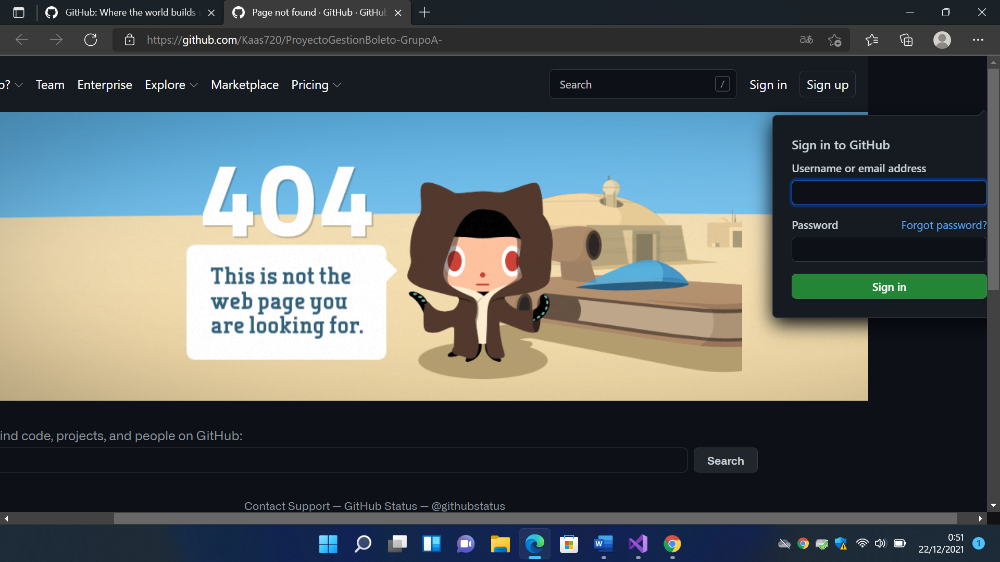 GitHub: Where the world builds s
Page not found · GitHub · GitHub
https://github.com/Kaas720/ProyectoGestionBoleto-GrupoA-
o?
Team
Enterprise
Explore
Marketplace
Pricing
Search
/
Sign in
Sign up
Sign in to GitHub
Username or email address
Password
Forgot password?
Sign in
404
This is not the
web page you
are looking for.
ind code, projects, and people on GitHub:
Search
Contact Support — GitHub Status — @githubstatus
0:51
22/12/2021
1